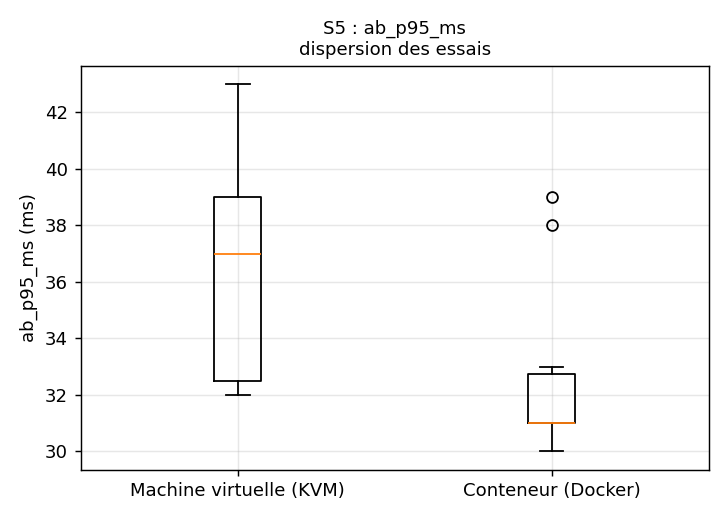 S5 : ab_p95_ms
dispersion des essais
ab_p95_ms (ms)
42
40
38
36
34
32
30
Machine virtuelle (KVM)
Conteneur (Docker)